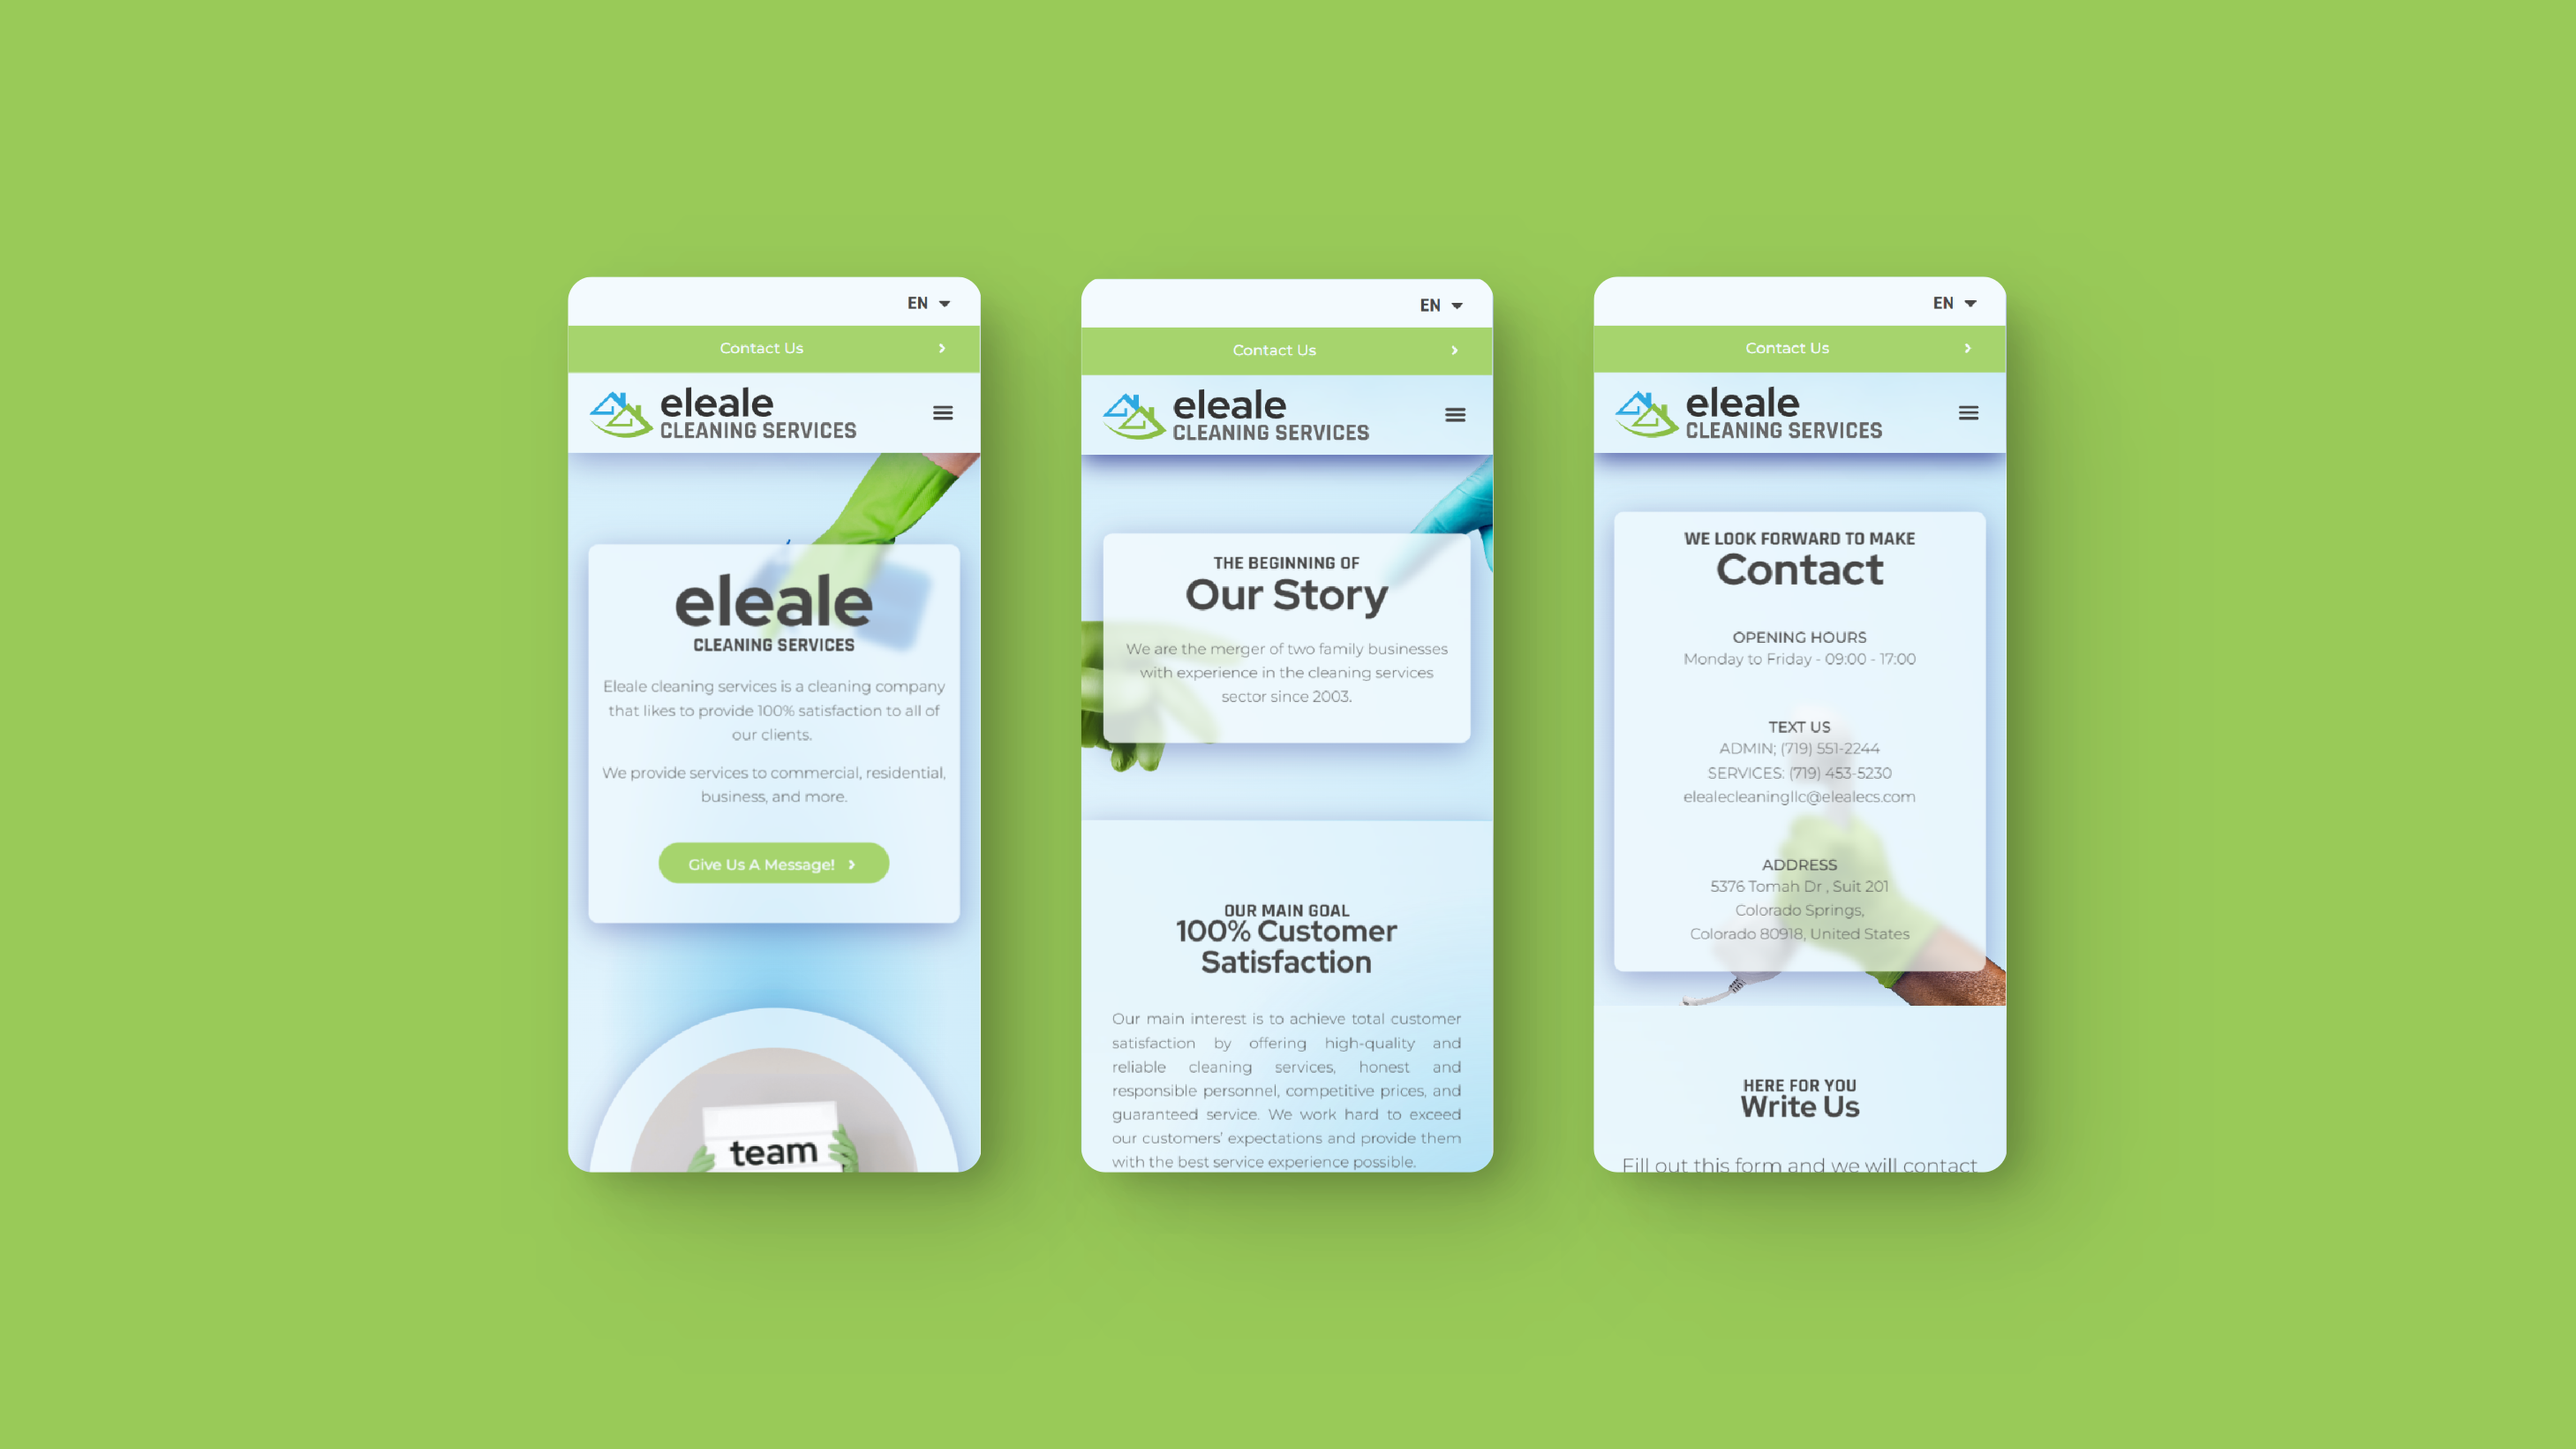 EN
Contact Us
eleale
CLEANING SERVICES
eleale
CLEANING SERVICES
Eleale cleaning services is a cleaning company
that likes to provide 100% satisfaction to all of
our clients.
We provide services to commercial, residential,
business, and more.
Give Us A Message!
team
EN
Contact Us
eleale
CLEANING SERVICES
THE BEGINNING OF
Our Story
We are the merger of two family businesses
with experience in the cleaning services
sector since 2003.
OUR MAIN GOAL
100% Customer
Satisfaction
Our main interest is to achieve total customer
satisfaction by offering high-quality and
reliable cleaning services, honest and
responsible personnel, competitive prices, and
guaranteed service. We work hard to exceed
our customers' expectations and provide them
with the best service experience possible.
EN
Contact Us
eleale
CLEANING SERVICES
WE LOOK FORWARD TO MAKE
Contact
OPENING HOURS
Monday to Friday - 09:00 - 17:00
TEXT US
ADMIN; (719) 551-2244
SERVICES: (719) 453-5230
elealecleaningllc@elealecs.com
ADDRESS
5376 Tomah Dr , Suit 201
Colorado Springs,
Colorado 80918, United States
HERE FOR YOU
Write Us
Fill out this form and we will contact